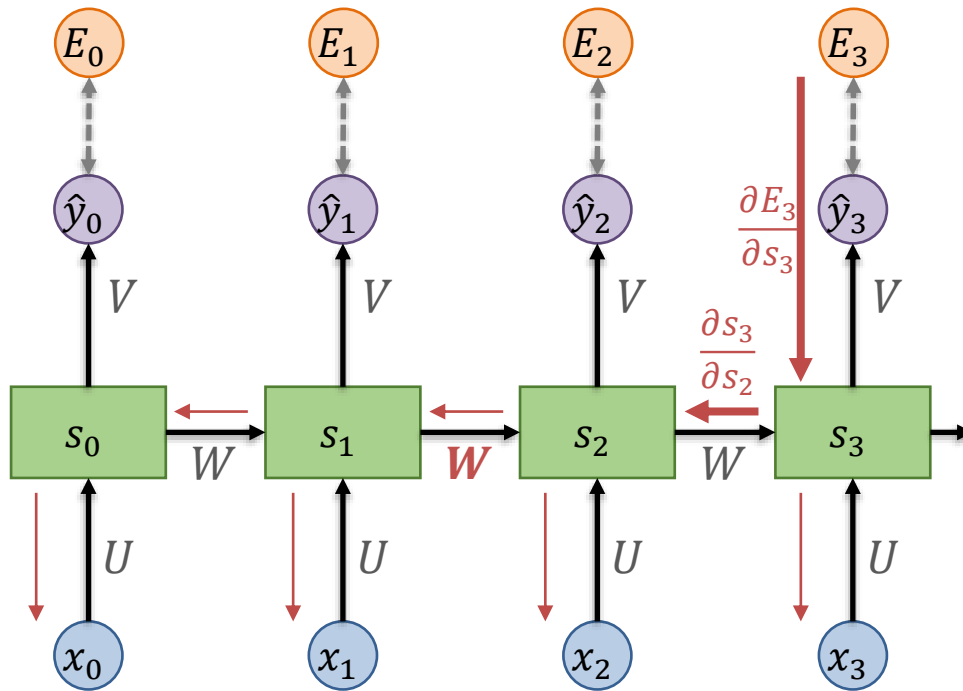 E₀ E₁ E₂ E₃
ŷ₀ ŷ₁ ŷ₂ ŷ₃
∂E₃
∂s₃
V V V V
∂s₃
∂s₂
s₀ s₁ s₂ s₃
W W W
U U U U
x₀ x₁ x₂ x₃